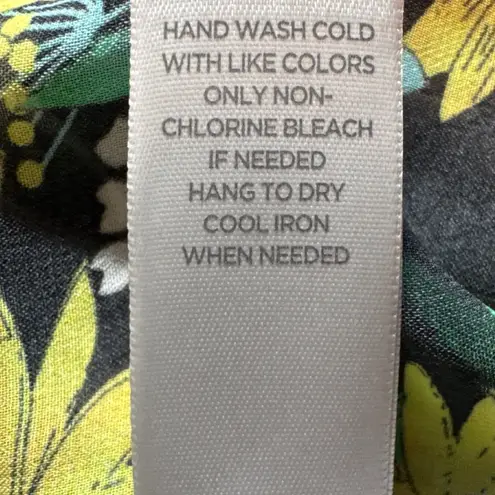 HAND WASH COLD
WITH LIKE COLORS
ONLY NON-
CHLORINE BLEACH
IF NEEDED
HANG TO DRY
COOL IRON
WHEN NEEDED